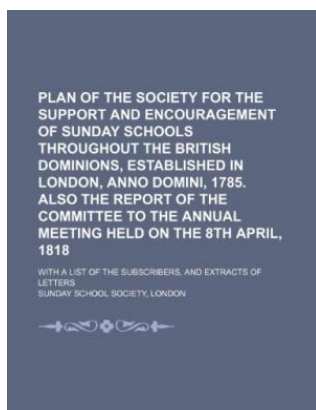 PLAN OF THE SOCIETY FOR THE
SUPPORT AND ENCOURAGEMENT
OF SUNDAY SCHOOLS
THROUGHOUT THE BRITISH
DOMINIONS, ESTABLISHED IN
LONDON, ANNO DOMINI, 1785.
ALSO THE REPORT OF THE
COMMITTEE TO THE ANNUAL
MEETING HELD ON THE 8TH APRIL,
1818
WITH A LIST OF THE SUBSCRIBERS, AND EXTRACTS OF
LETTERS
SUNDAY SCHOOL SOCIETY, LONDON